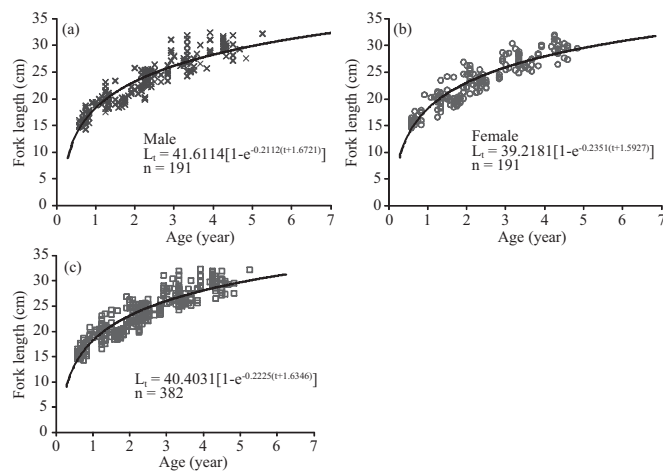 (a)
Fork length (cm)
35
30
25
20
15
10
5
0
Male
Lt = 41.6114[1-e-0.2112(t+1.6721)]
n = 191
0 1 2 3 4 5 6 7
Age (year)
(b)
Fork length (cm)
35
30
25
20
15
10
5
0
Female
Lt = 39.2181[1-e-0.2351(t+1.5927)]
n = 191
0 1 2 3 4 5 6 7
Age (year)
(c)
Fork length (cm)
35
30
25
20
15
10
5
0
Lt = 40.4031[1-e-0.2225(t+1.6346)]
n = 382
0 1 2 3 4 5 6 7
Age (year)